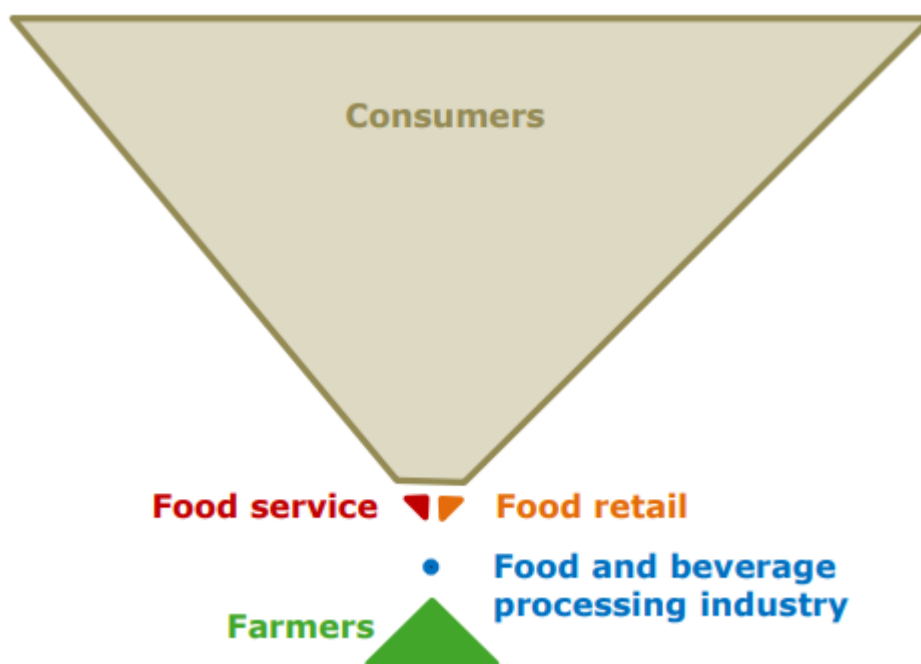 Consumers
Food service
Food retail
Food and beverage
processing industry
Farmers